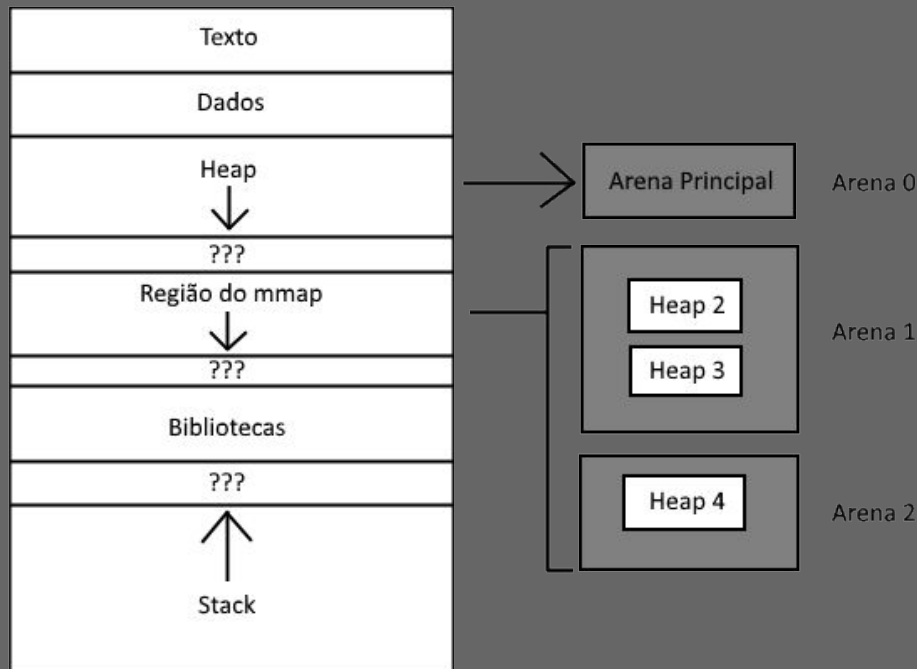 Texto
Dados
Heap
???
Região do mmap
???
Bibliotecas
???
Stack
Arena Principal
Arena 0
Heap 2
Heap 3
Arena 1
Heap 4
Arena 2